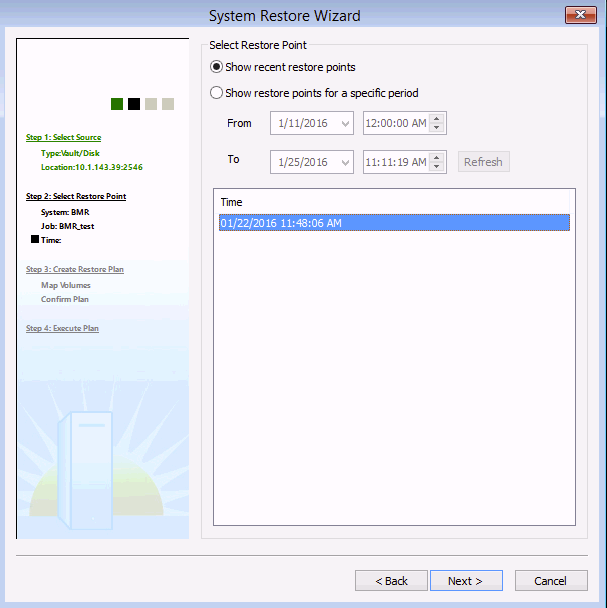 System Restore Wizard
Step 1: Select Source
Type:Vault/Disk
Location:10.1.143.39:2546
Step 2: Select Restore Point
System: BMR
Job: BMR_test
Time:
Step 3: Create Restore Plan
Map Volumes
Confirm Plan
Step 4: Execute Plan
Select Restore Point
Show recent restore points
Show restore points for a specific period
From 1/11/2016 12:00:00 AM
To 1/25/2016 11:11:19 AM Refresh
Time
01/22/2016 11:48:06 AM
< Back Next > Cancel